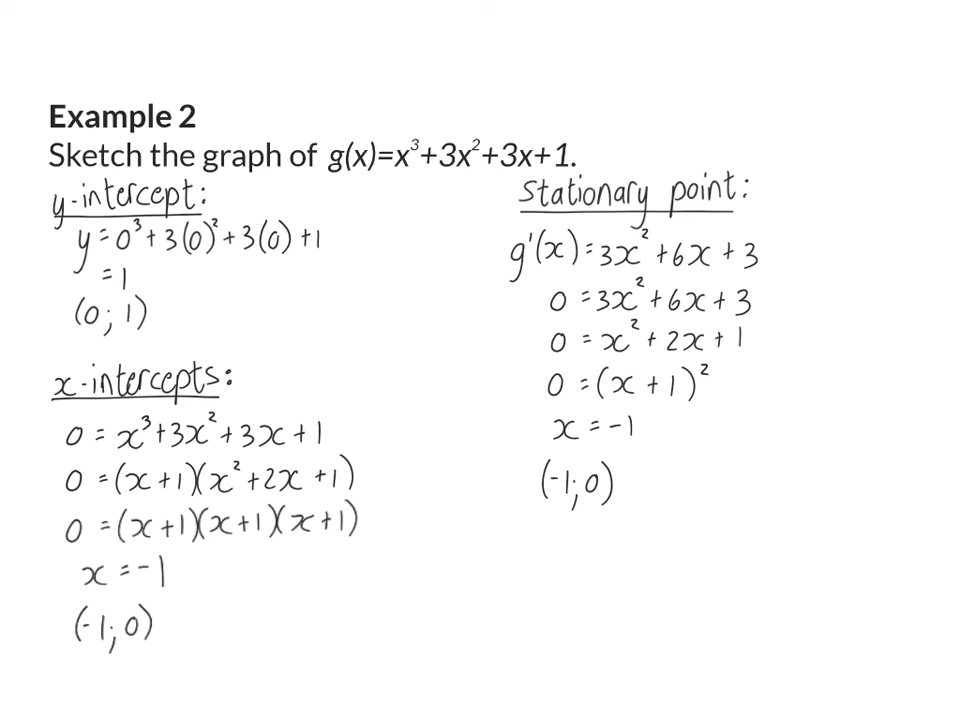 Example 2
Sketch the graph of g(x)=x³+3x²+3x+1.
y-intercept:
y = 0³ + 3(0)² + 3(0) + 1
= 1
(0; 1)
x-intercepts:
0 = x³ + 3x² + 3x + 1
0 = (x + 1)(x² + 2x + 1)
0 = (x + 1)(x + 1)(x + 1)
x = -1
(-1; 0)
Stationary point:
g'(x) = 3x² + 6x + 3
0 = 3x² + 6x + 3
0 = x² + 2x + 1
0 = (x + 1)²
x = -1
(-1; 0)